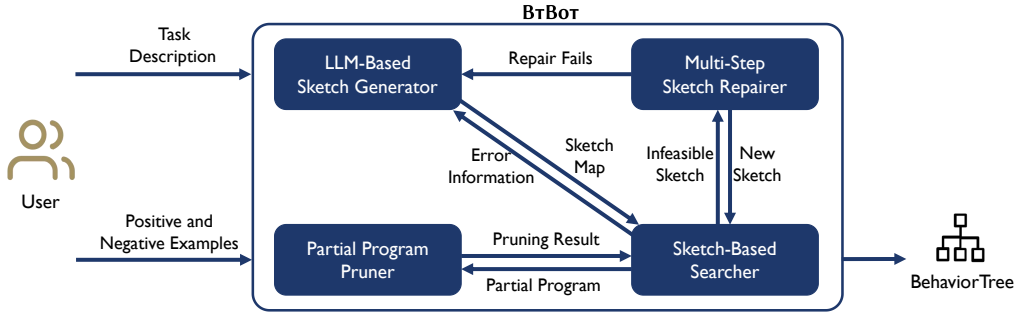 BTBOT
Task
Description
LLM-Based
Sketch Generator
Repair Fails
Multi-Step
Sketch Repairer
Error
Information
Sketch
Map
Infeasible
Sketch
New
Sketch
User
Positive and
Negative Examples
Partial Program
Pruner
Pruning Result
Partial Program
Sketch-Based
Searcher
BehaviorTree